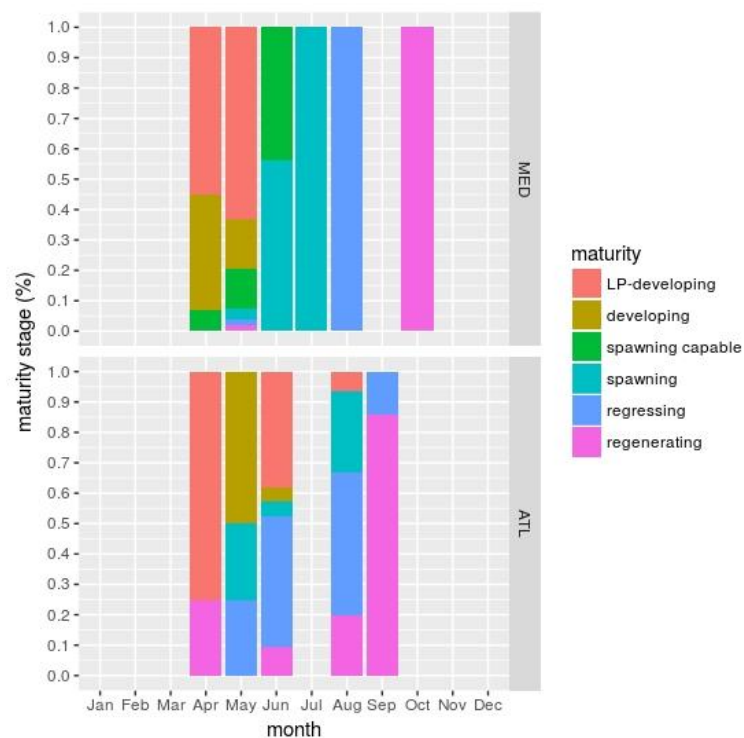 1.0
0.9
0.8
0.7
0.6
0.5
0.4
0.3
0.2
0.1
0.0
MED
1.0
0.9
0.8
0.7
0.6
0.5
0.4
0.3
0.2
0.1
0.0
ATL
maturity stage (%)
Jan Feb Mar Apr May Jun Jul Aug Sep Oct Nov Dec
month
maturity
LP-developing
developing
spawning capable
spawning
regressing
regenerating